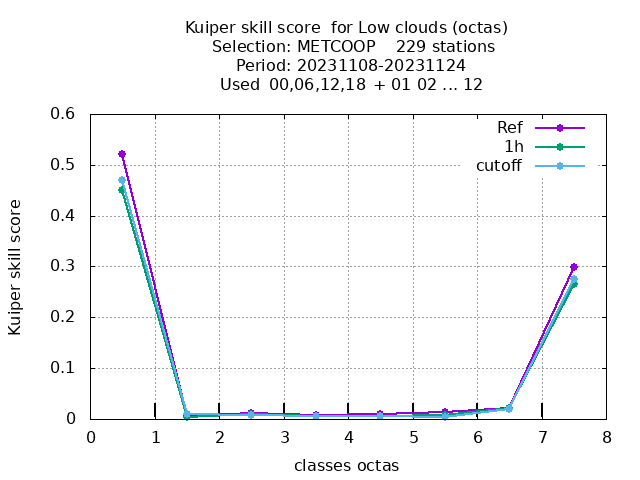 Kuiper skill score  for Low clouds (octas)
Selection: METCOOP    229 stations
Period: 20231108-20231124
Used 00,06,12,18 + 01 02 ... 12
Ref
1h
cutoff
0.6
0.5
0.4
0.3
0.2
0.1
0
Kuiper skill score
0 1 2 3 4 5 6 7 8
classes octas